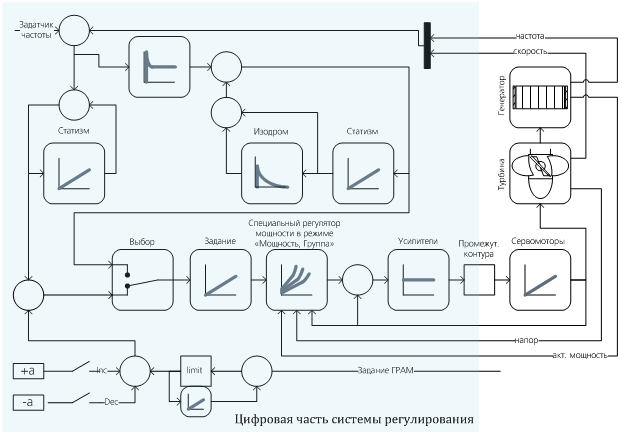 Задатчик
частоты
частота
скорость
Генератор
Статизм
Изодром
Статизм
Турбина
Специальный регулятор
мощности в режиме
«Мощность, Группа»
Выбор
Задание
Усилители
Промежут.
контура
Сервомоторы
напор
акт. мощность
+a
Inc
limit
Задание ГРАМ
-a
Dec
Цифровая часть системы регулирования